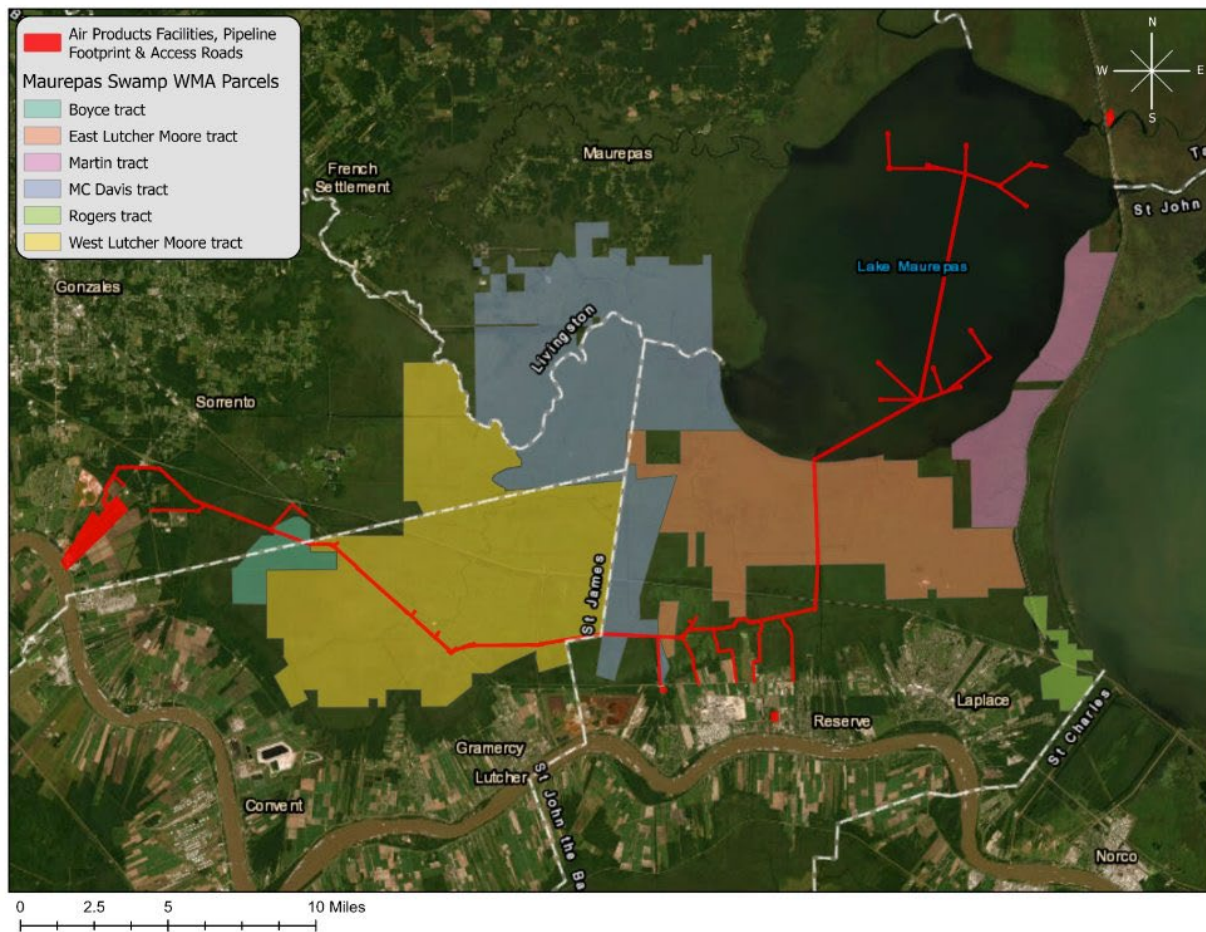 Air Products Facilities, Pipeline
Footprint & Access Roads
Maurepas Swamp WMA Parcels
Boyce tract
East Lutcher Moore tract
Martin tract
MC Davis tract
Rogers tract
West Lutcher Moore tract
N
W
E
S
French
Settlement
Maurepas
St John
Lake Maurepas
Gonzales
Livingston
Sorrento
St James
Laplace
Reserve
St Charles
Gramercy
Lutcher
St John the Ba
Convent
Norco
0
2.5
5
10 Miles